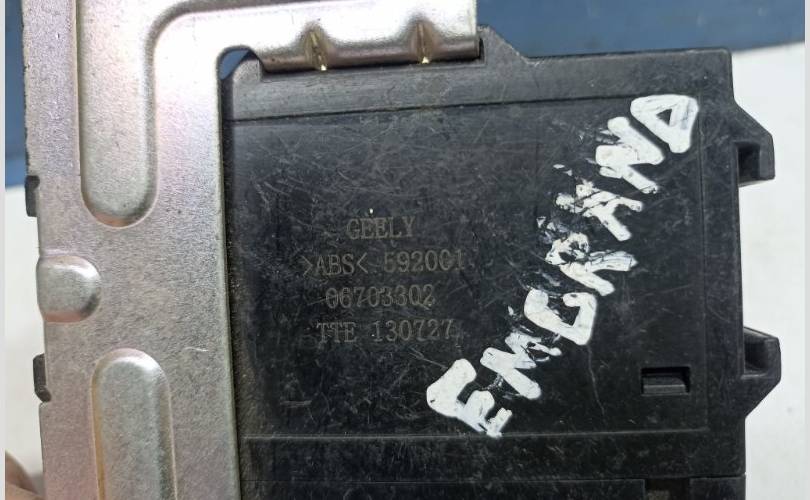 GEELY
>ABS< 592001
06703302
TTE 130727
EMGRAND